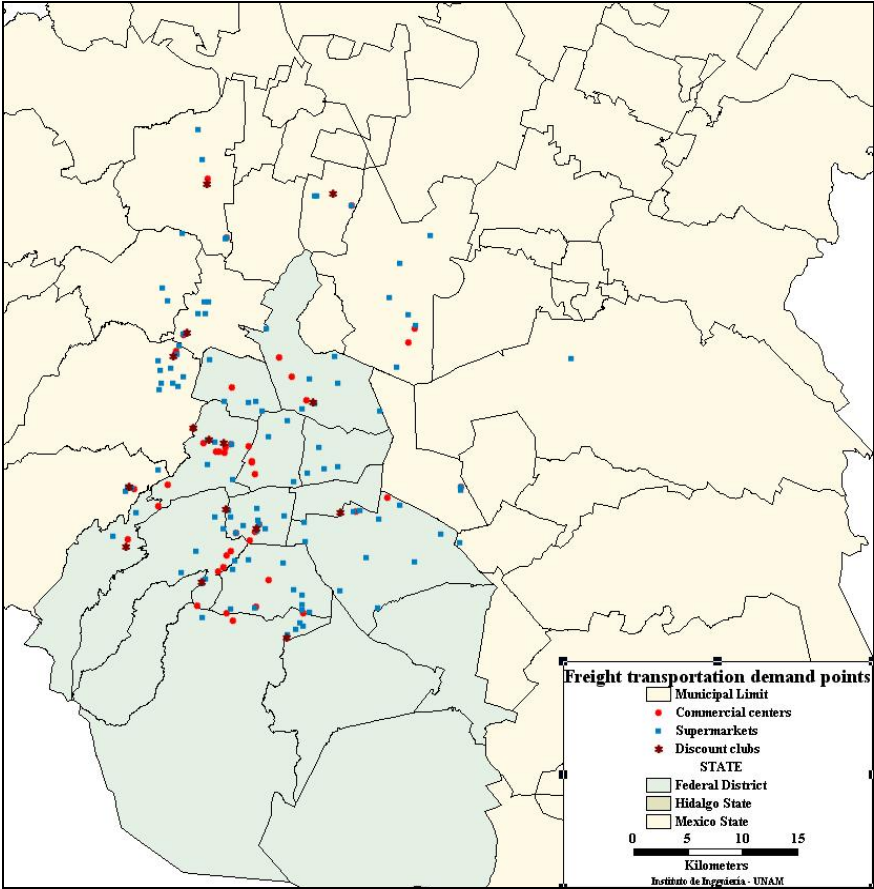 Freight transportation demand points
Municipal Limit
Commercial centers
Supermarkets
Discount clubs
STATE
Federal District
Hidalgo State
Mexico State
0 5 10 15
Kilometers
Instituto de Ingeniería - UNAM